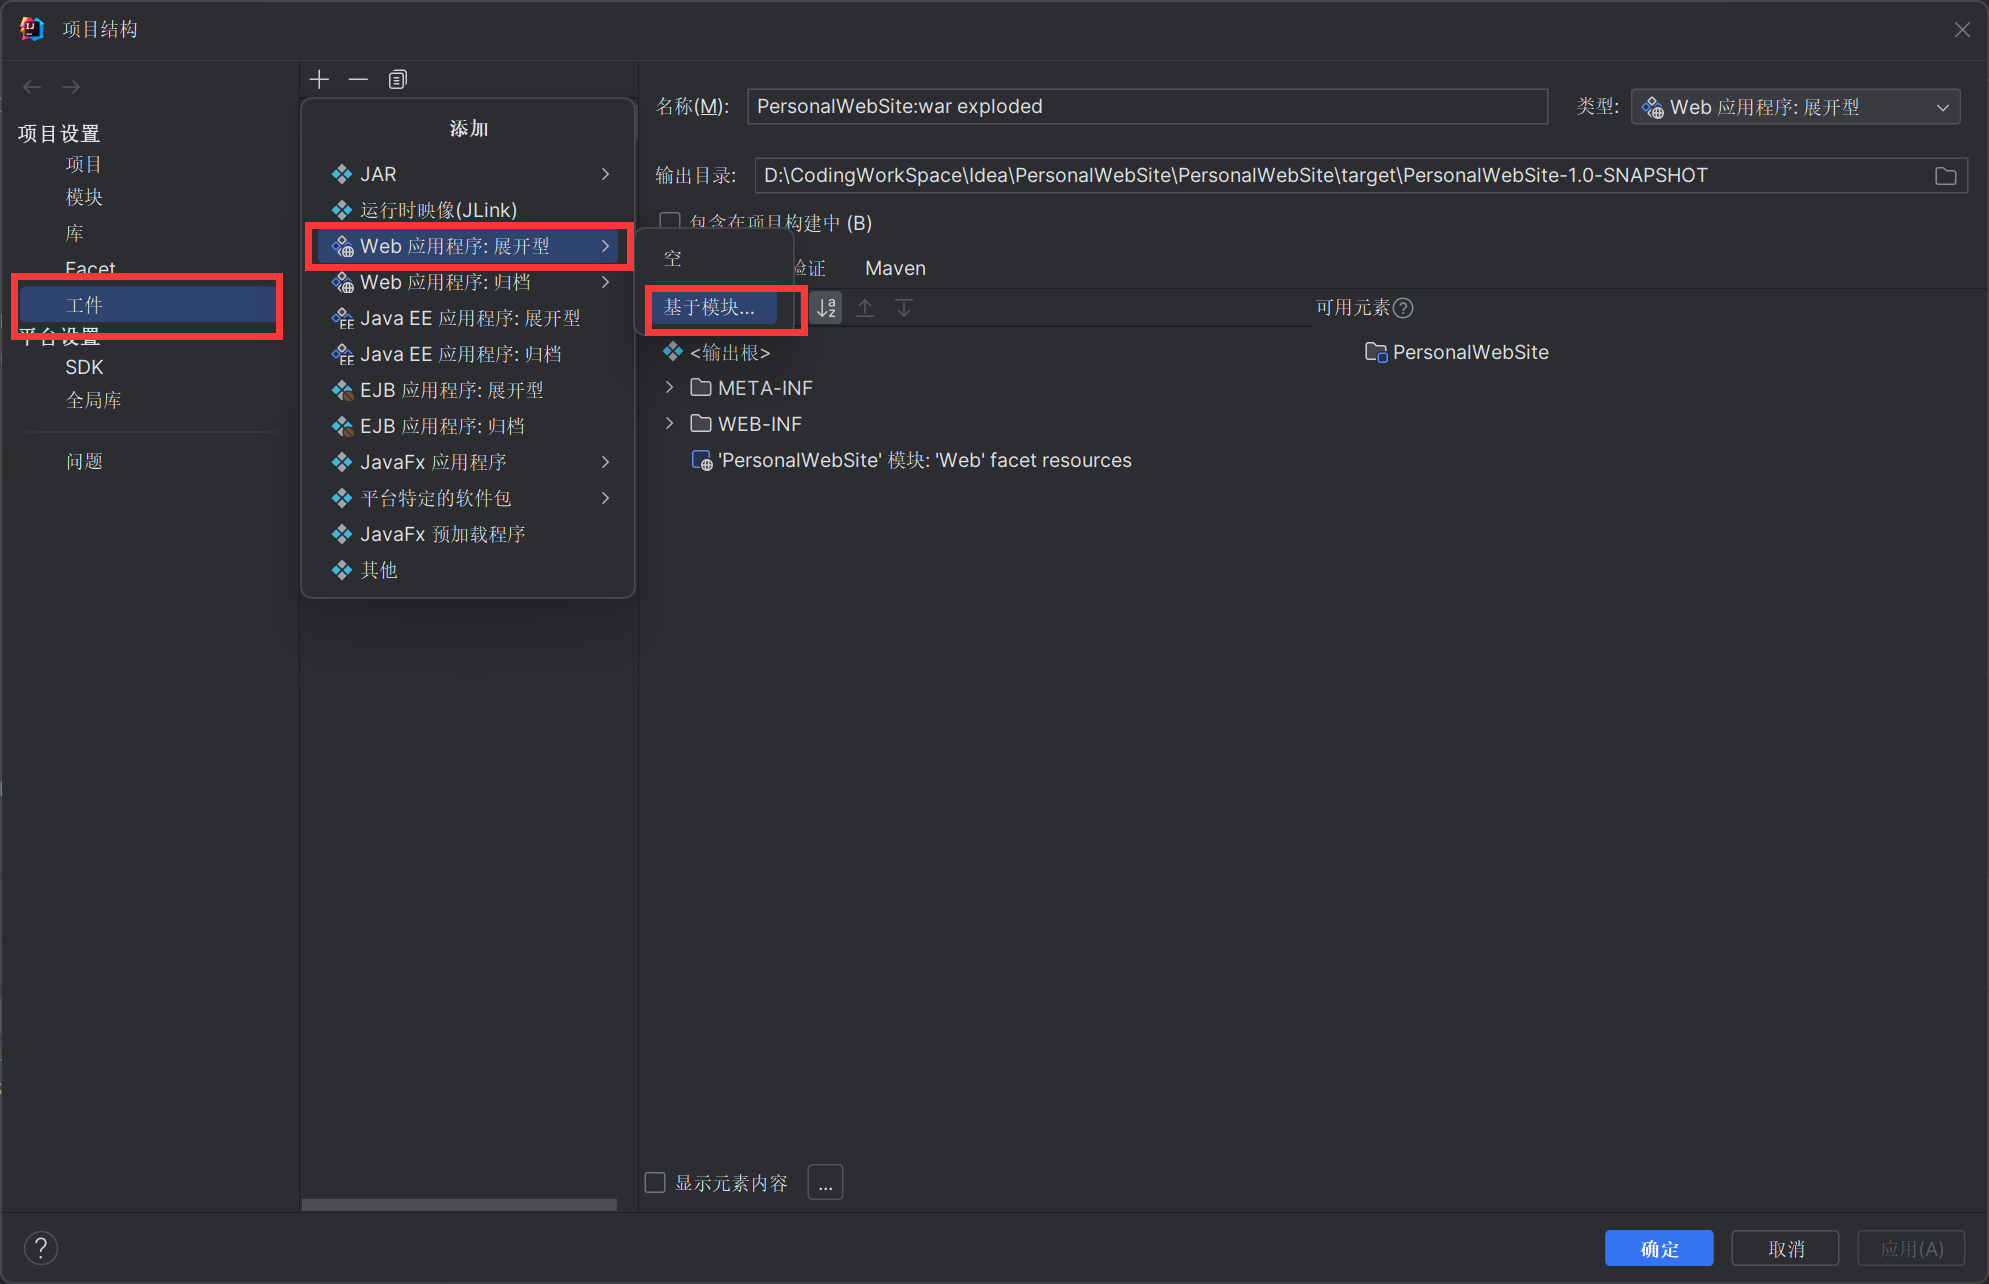 项目结构
项目设置
项目
模块
库
Facet
工件
平台设置
SDK
全局库
问题
添加
JAR
运行时映像(JLink)
Web 应用程序: 展开型
Web 应用程序: 归档
Java EE 应用程序: 展开型
Java EE 应用程序: 归档
EJB 应用程序: 展开型
EJB 应用程序: 归档
JavaFx 应用程序
平台特定的软件包
JavaFx 预加载程序
其他
空
基于模块...
名称(M):
PersonalWebSite:war exploded
类型:
Web 应用程序: 展开型
输出目录:
D:\CodingWorkSpace\Idea\PersonalWebSite\PersonalWebSite\target\PersonalWebSite-1.0-SNAPSHOT
包含在项目构建中 (B)
验证
Maven
可用元素
<输出根>
PersonalWebSite
META-INF
WEB-INF
'PersonalWebSite' 模块: 'Web' facet resources
显示元素内容
...
?
确定
取消
应用(A)